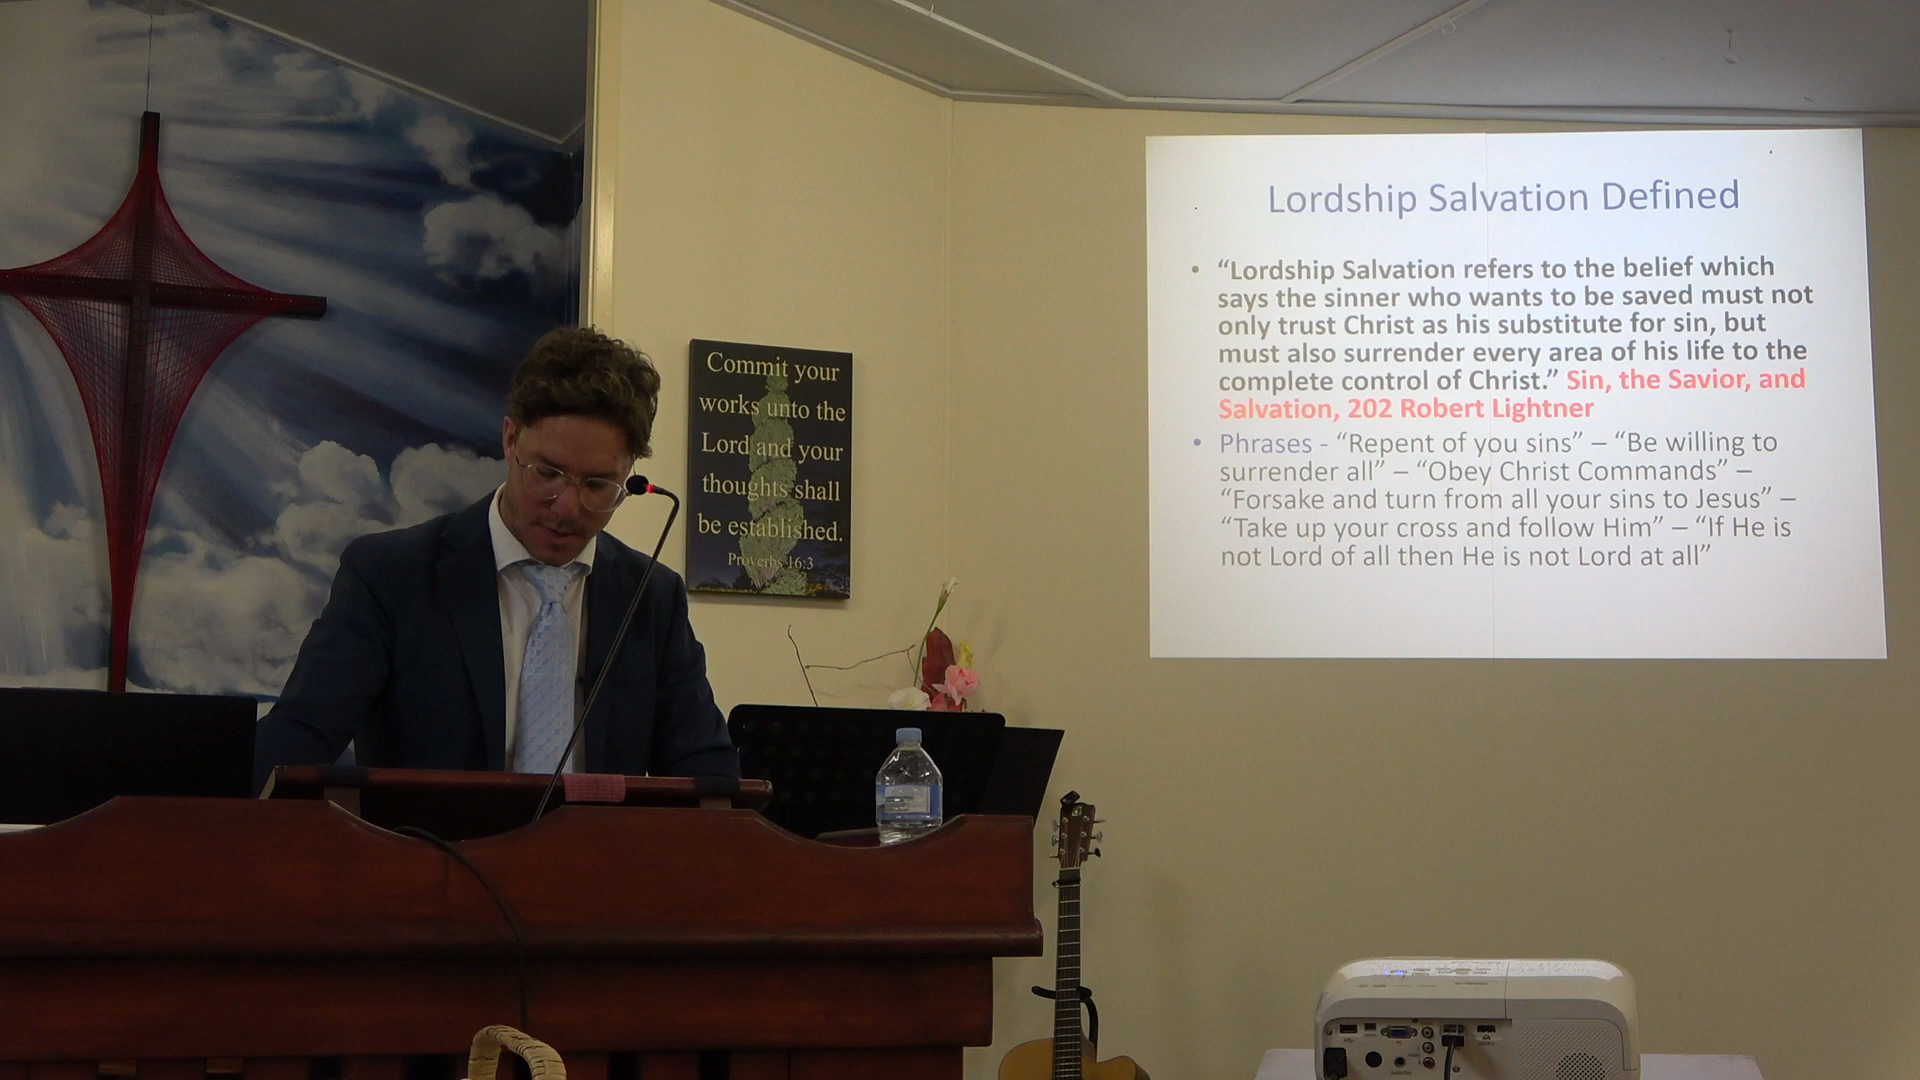 Commit your
works unto the
Lord and your
thoughts shall
be established.
Proverbs 16:3
Lordship Salvation Defined
• “Lordship Salvation refers to the belief which
says the sinner who wants to be saved must not
only trust Christ as his substitute for sin, but
must also surrender every area of his life to the
complete control of Christ.” Sin, the Savior, and
Salvation, 202 Robert Lightner
• Phrases - “Repent of you sins” – “Be willing to
surrender all” – “Obey Christ Commands” –
“Forsake and turn from all your sins to Jesus” –
“Take up your cross and follow Him” – “If He is
not Lord of all then He is not Lord at all”